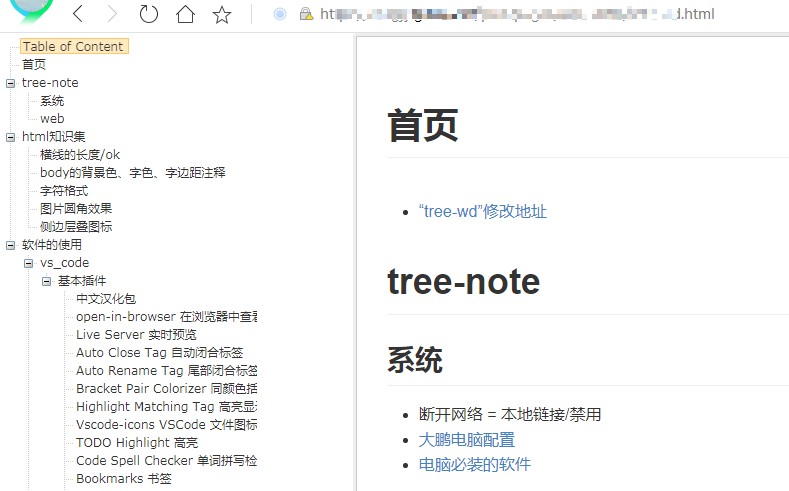 .html
Table of Content
首页
tree-note
系统
web
html知识集
横线的长度/ok
body的背景色、字色、字边距注释
字符格式
图片圆角效果
侧边层叠图标
软件的使用
vs_code
基本插件
中文汉化包
open-in-browser 在浏览器中查看
Live Server 实时预览
Auto Close Tag 自动闭合标签
Auto Rename Tag 尾部闭合标
Bracket Pair Colorizer 同颜色括
Highlight Matching Tag 高亮显
Vscode-icons VSCode 文件图标
TODO Highlight 高亮
Code Spell Checker 单词拼写检
Bookmarks 书签
首页
“tree-wd”修改地址
tree-note
系统
断开网络 = 本地链接/禁用
大鹏电脑配置
电脑必装的软件